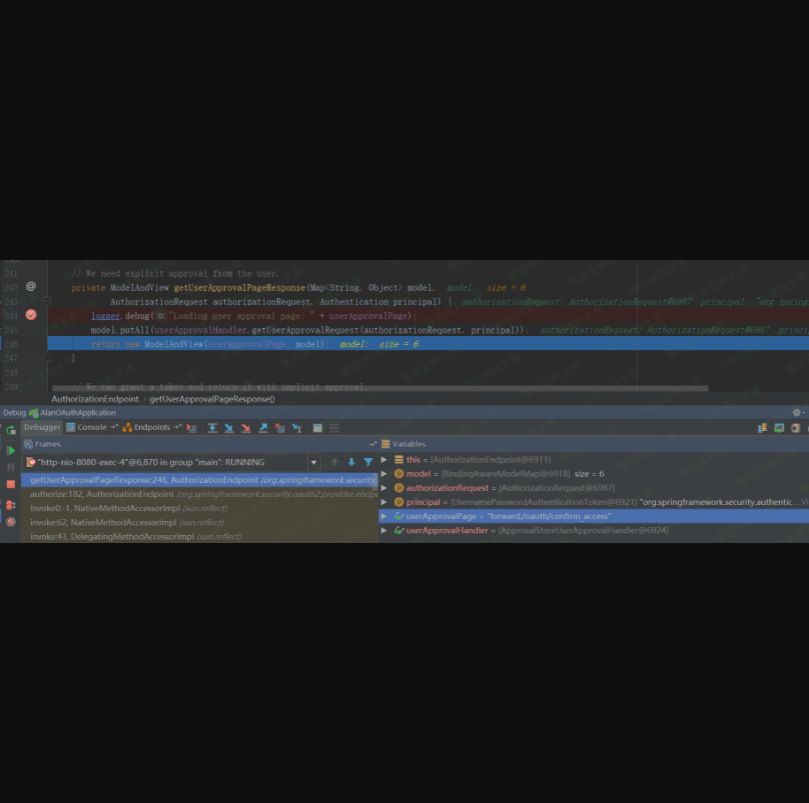 241 // We need explicit approval from the user.
242 @ private ModelAndView getUserApprovalPageResponse(Map<String, Object> model, model: size = 6
243 AuthorizationRequest authorizationRequest, Authentication principal) { authorizationRequest: AuthorizationRequest@6987 principal: "org.spring
244 logger.debug( o: "Loading user approval page: " + userApprovalPage);
245 model.putAll(userApprovalHandler.getUserApprovalRequest(authorizationRequest, principal)); authorizationRequest: AuthorizationRequest@6987 princi
246 return new ModelAndView(userApprovalPage, model); model: size = 6
247 }
248
249 // We can grant a token and return it with implicit approval.
AuthorizationEndpoint › getUserApprovalPageResponse()
Debug AlanOAuthApplication
Debugger Console Endpoints
Frames
"http-nio-8080-exec-4"@6,870 in group "main": RUNNING
getUserApprovalPageResponse:246, AuthorizationEndpoint (org.springframework.security.
authorize:182, AuthorizationEndpoint (org.springframework.security.oauth2.provider.endpo
invoke0:-1, NativeMethodAccessorImpl (sun.reflect)
invoke:62, NativeMethodAccessorImpl (sun.reflect)
invoke:43, DelegatingMethodAccessorImpl (sun.reflect)
Variables
this = {AuthorizationEndpoint@6911}
model = {BindingAwareModelMap@6918} size = 6
authorizationRequest = {AuthorizationRequest@6987}
principal = {UsernamePasswordAuthenticationToken@6921} "org.springframework.security.authentic... Vi
userApprovalPage = "forward:/oauth/confirm_access"
userApprovalHandler = {ApprovalStoreUserApprovalHandler@6924}